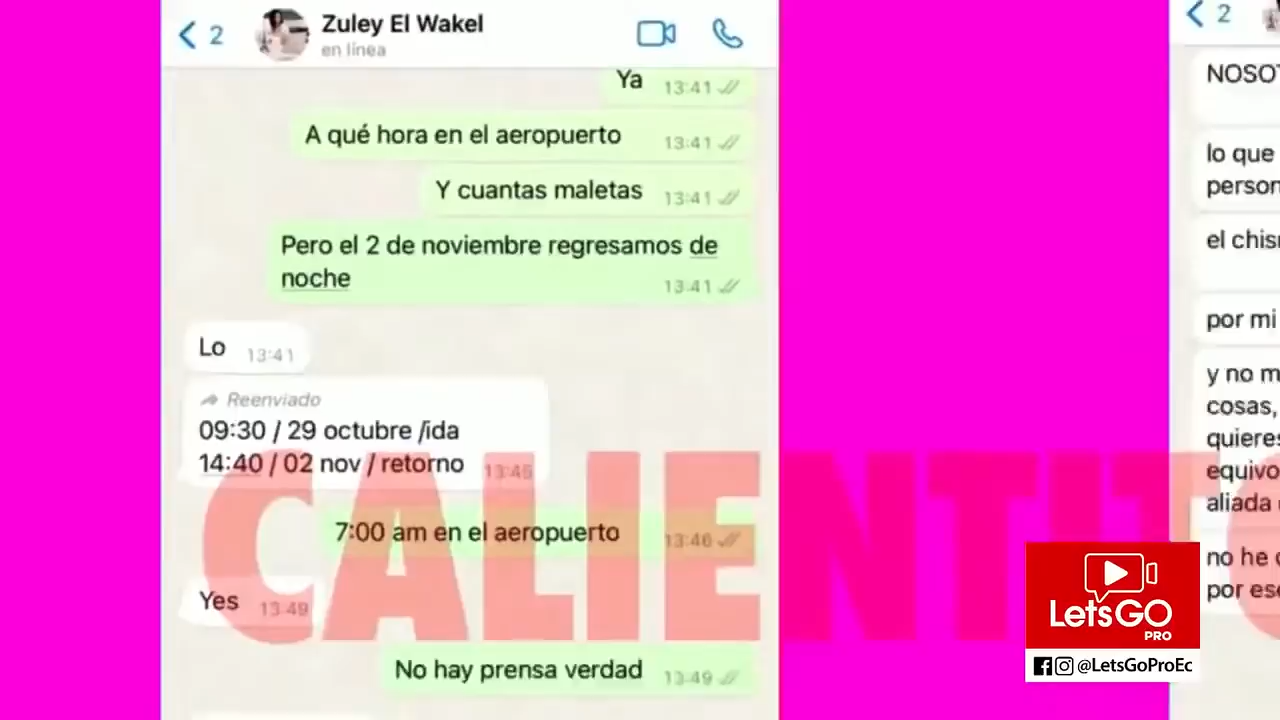 2
Zuley El Wakel
en línea
Ya 13:41
A qué hora en el aeropuerto 13:41
Y cuantas maletas 13:41
Pero el 2 de noviembre regresamos de
noche 13:41
Lo 13:41
Reenviado
09:30 / 29 octubre /ida
14:40 / 02 nov / retorno 13:45
7:00 am en el aeropuerto 13:46
Yes 13:49
No hay prensa verdad 13:49
CALIENTITO
2
NOSOT
lo que
person
el chis
por mi
y no m
cosas,
quieres
equivo
aliada
no he
por es
LetsGO
PRO
@LetsGoProEc